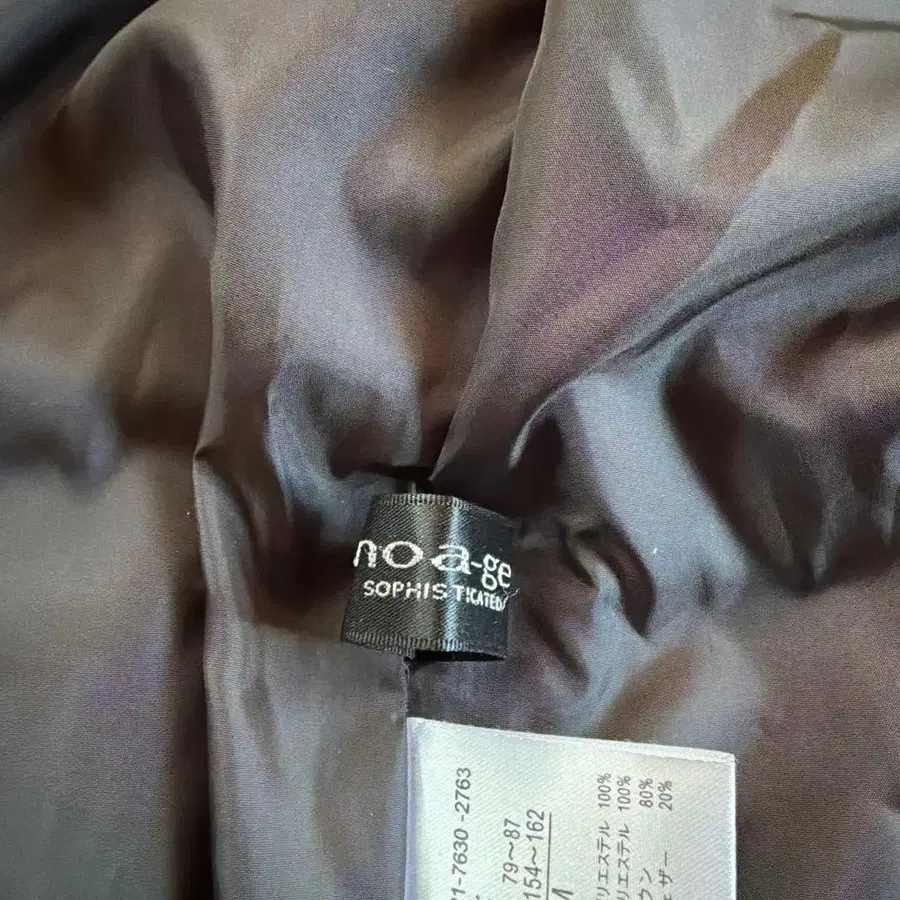 no a-ge
SOPHISTICATED
21-7630 -2763
79〜87
154〜162
M
リエステル 100%
リエステル 100%
ウン 80%
ェザー 20%